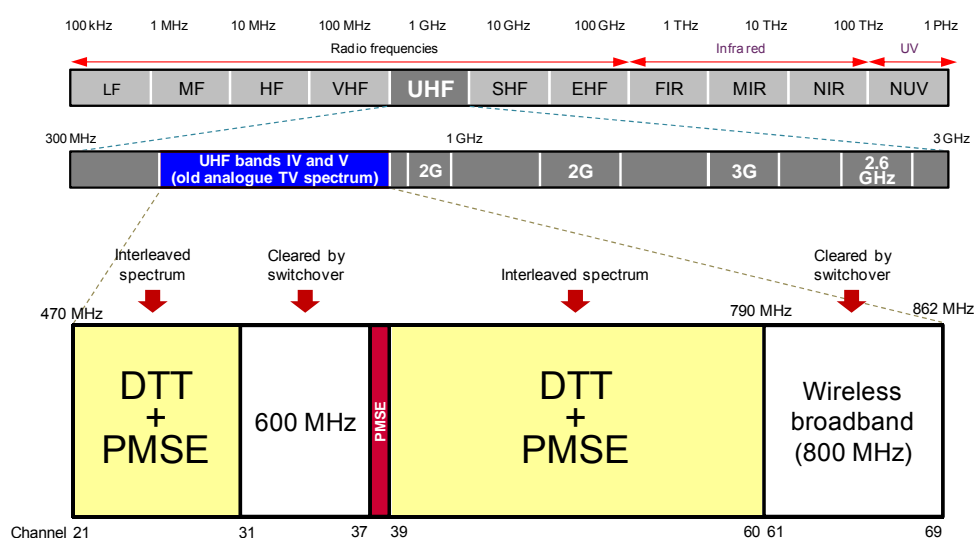 100 kHz 1 MHz 10 MHz 100 MHz 1 GHz 10 GHz 100 GHz 1 THz 10 THz 100 THz 1 PHz
Radio frequencies Infra red UV
LF MF HF VHF UHF SHF EHF FIR MIR NIR NUV
300 MHz 1 GHz 3 GHz
UHF bands IV and V
(old analogue TV spectrum)
2G 2G 3G 2.6
GHz
Interleaved
spectrum
Cleared by
switchover
Interleaved spectrum
Cleared by
switchover
470 MHz 790 MHz 862 MHz
DTT
+
PMSE
600 MHz
PMSE
DTT
+
PMSE
Wireless
broadband
(800 MHz)
Channel 21 31 37 39 60 61 69